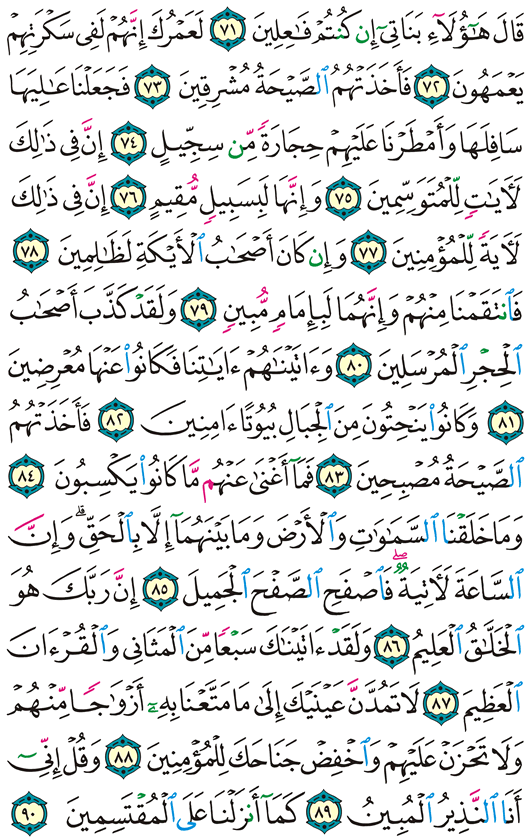 قَالَ هَٰٓؤُلَآءِ بَنَاتِىٓ إِن كُنتُمْ فَٰعِلِينَ ٧١ لَعَمْرُكَ إِنَّهُمْ لَفِى سَكْرَتِهِمْ
يَعْمَهُونَ ٧٢ فَأَخَذَتْهُمُ ٱلصَّيْحَةُ مُشْرِقِينَ ٧٣ فَجَعَلْنَا عَٰلِيَهَا
سَافِلَهَا وَأَمْطَرْنَا عَلَيْهِمْ حِجَارَةً مِّن سِجِّيلٍ ٧٤ إِنَّ فِى ذَٰلِكَ
لَءَايَٰتٍ لِّلْمُتَوَسِّمِينَ ٧٥ وَإِنَّهَا لَبِسَبِيلٍ مُّقِيمٍ ٧٦ إِنَّ فِى ذَٰلِكَ
لَءَايَةً لِّلْمُؤْمِنِينَ ٧٧ وَإِن كَانَ أَصْحَٰبُ ٱلْأَيْكَةِ لَظَٰلِمِينَ ٧٨
فَٱنتَقَمْنَا مِنْهُمْ وَإِنَّهُمَا لَبِإِمَامٍ مُّبِينٍ ٧٩ وَلَقَدْ كَذَّبَ أَصْحَٰبُ
ٱلْحِجْرِ ٱلْمُرْسَلِينَ ٨٠ وَءَاتَيْنَٰهُمْ ءَايَٰتِنَا فَكَانُوا۟ عَنْهَا مُعْرِضِينَ
٨١ وَكَانُوا۟ يَنْحِتُونَ مِنَ ٱلْجِبَالِ بُيُوتًا ءَامِنِينَ ٨٢ فَأَخَذَتْهُمُ
ٱلصَّيْحَةُ مُصْبِحِينَ ٨٣ فَمَآ أَغْنَىٰ عَنْهُم مَّا كَانُوا۟ يَكْسِبُونَ ٨٤
وَمَا خَلَقْنَا ٱلسَّمَٰوَٰتِ وَٱلْأَرْضَ وَمَا بَيْنَهُمَآ إِلَّا بِٱلْحَقِّ ۗ وَإِنَّ
ٱلسَّاعَةَ لَءَاتِيَةٌ ۖ فَٱصْفَحِ ٱلصَّفْحَ ٱلْجَمِيلَ ٨٥ إِنَّ رَبَّكَ هُوَ
ٱلْخَلَّٰقُ ٱلْعَلِيمُ ٨٦ وَلَقَدْ ءَاتَيْنَٰكَ سَبْعًا مِّنَ ٱلْمَثَانِى وَٱلْقُرْءَانَ
ٱلْعَظِيمَ ٨٧ لَا تَمُدَّنَّ عَيْنَيْكَ إِلَىٰ مَا مَتَّعْنَا بِهِۦٓ أَزْوَٰجًا مِّنْهُمْ
وَلَا تَحْزَنْ عَلَيْهِمْ وَٱخْفِضْ جَنَاحَكَ لِلْمُؤْمِنِينَ ٨٨ وَقُلْ إِنِّىٓ
أَنَا ٱلنَّذِيرُ ٱلْمُبِينُ ٨٩ كَمَآ أَنزَلْنَا عَلَى ٱلْمُقْتَسِمِينَ ٩٠